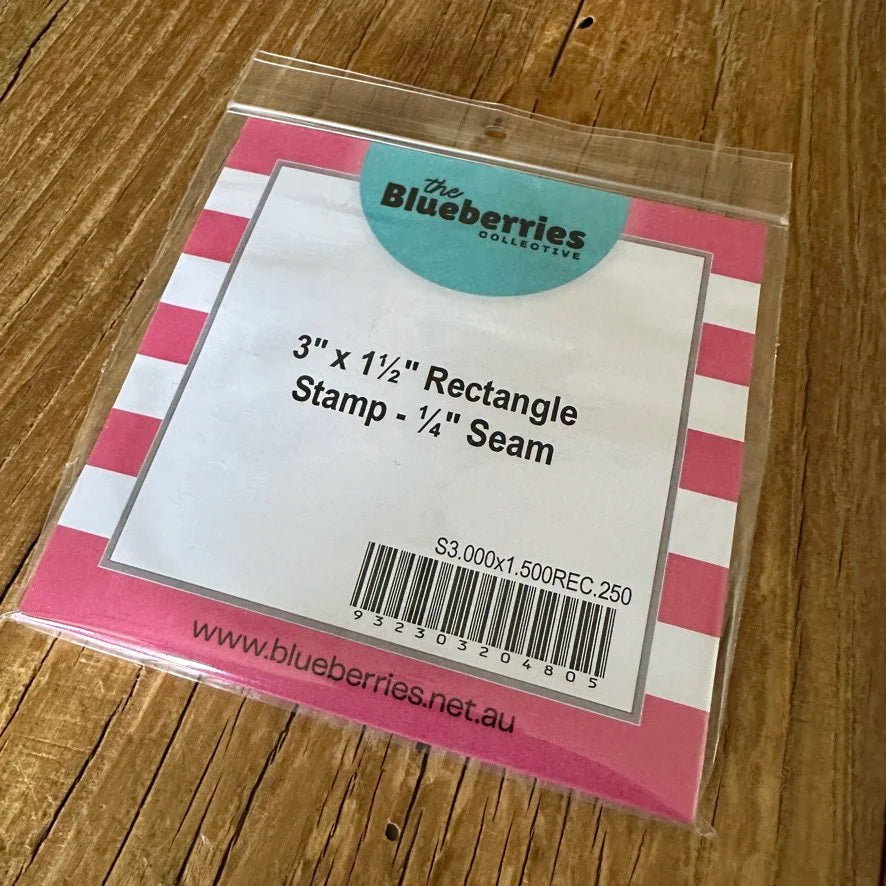 the
Blueberries
COLLECTIVE
3" x 1½" Rectangle
Stamp - ¼" Seam
S3.000x1.500REC.250
9323032204805
www.blueberries.net.au